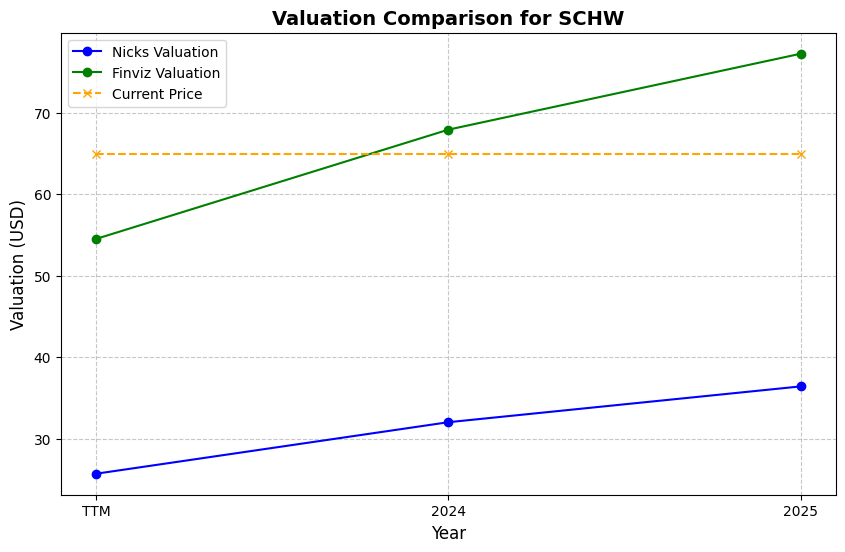 Valuation Comparison for SCHW
Nicks Valuation
Finviz Valuation
Current Price
Valuation (USD)
70
60
50
40
30
TTM
2024
2025
Year